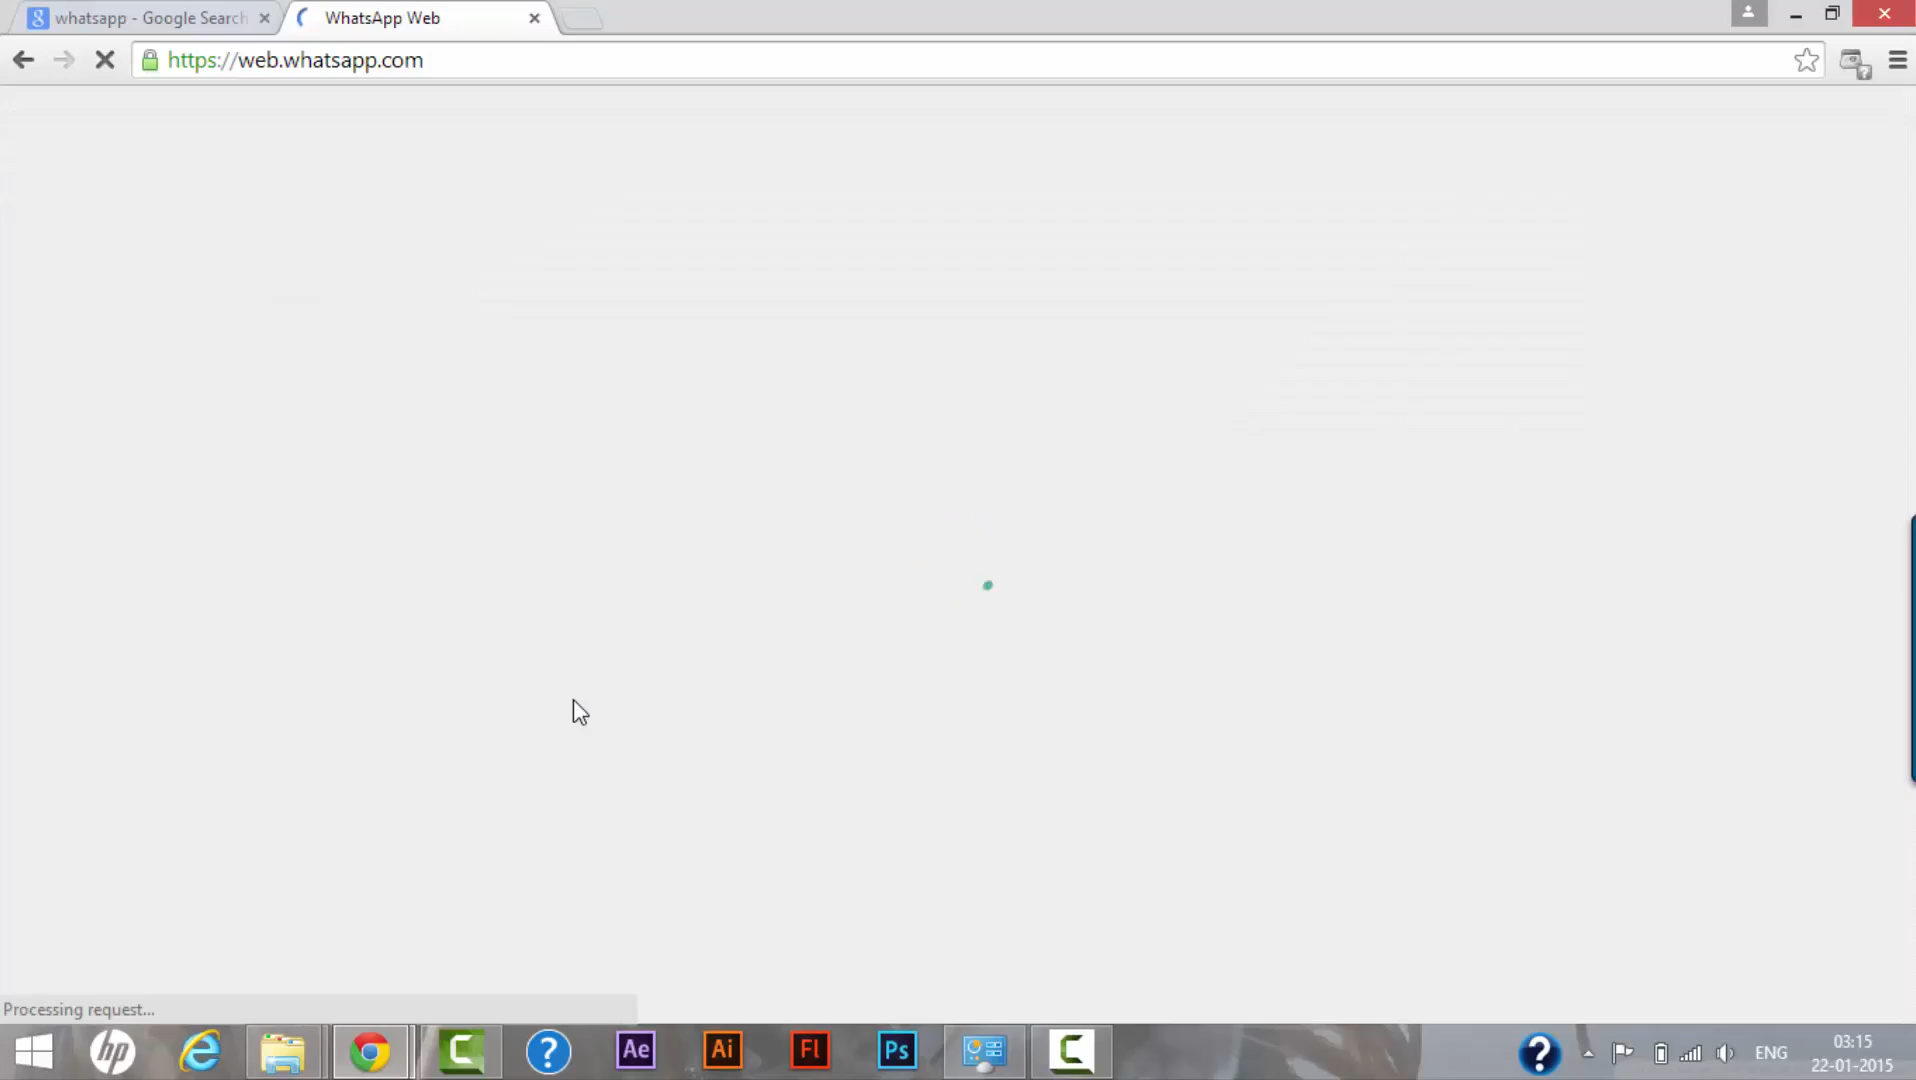 whatsapp - Google Search
WhatsApp Web
https://web.whatsapp.com
Processing request...
hp
Ae
Ai
Fl
Ps
ENG
03:15
22-01-2015